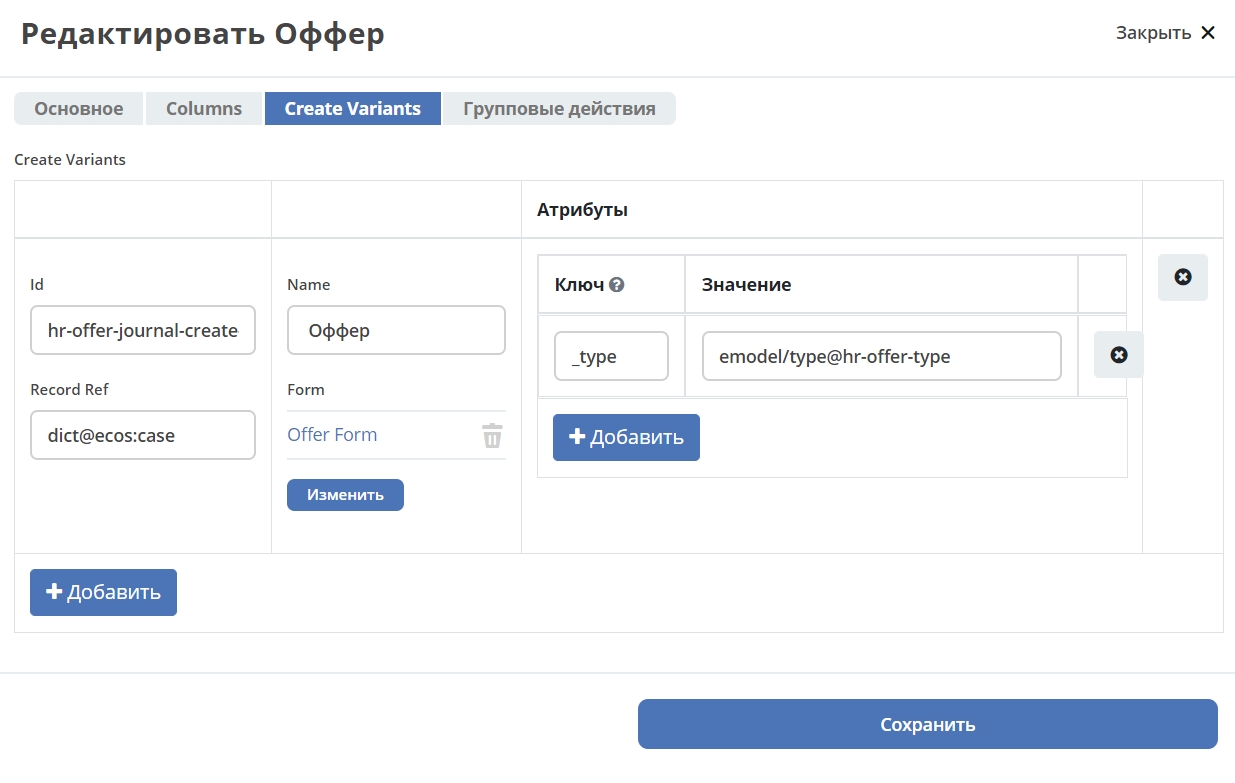 Редактировать Оффер
Закрыть
Основное Columns Create Variants Групповые действия
Create Variants
Атрибуты
Id
hr-offer-journal-create
Record Ref
dict@ecos:case
Name
Оффер
Form
Offer Form
Изменить
Ключ Значение
_type emodel/type@hr-offer-type
Добавить
Добавить
Сохранить